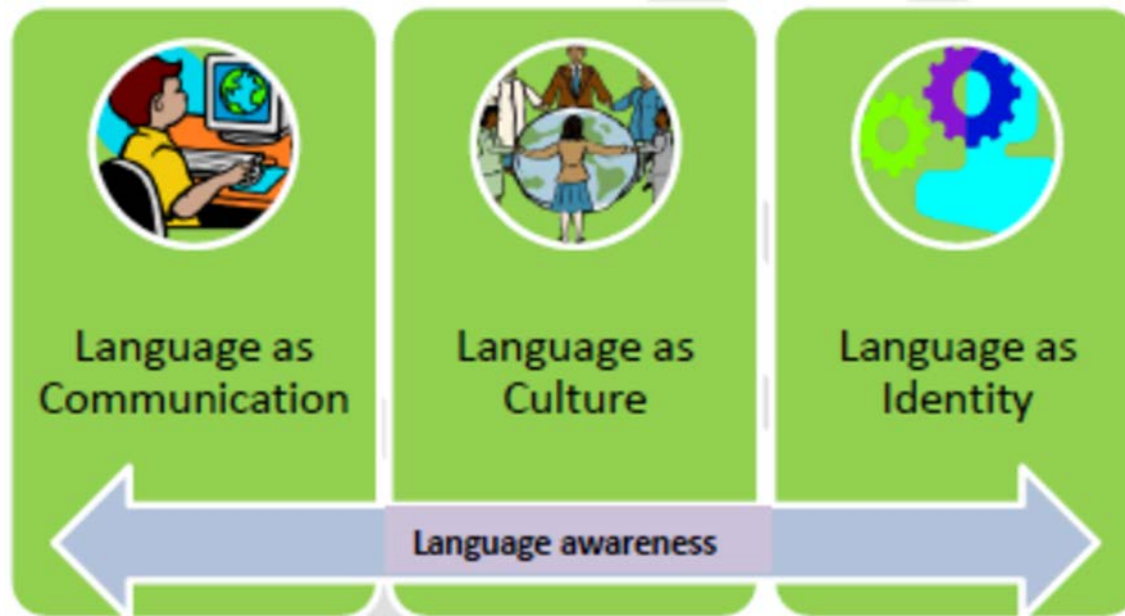 Language as
Communication
Language as
Culture
Language as
Identity
Language awareness